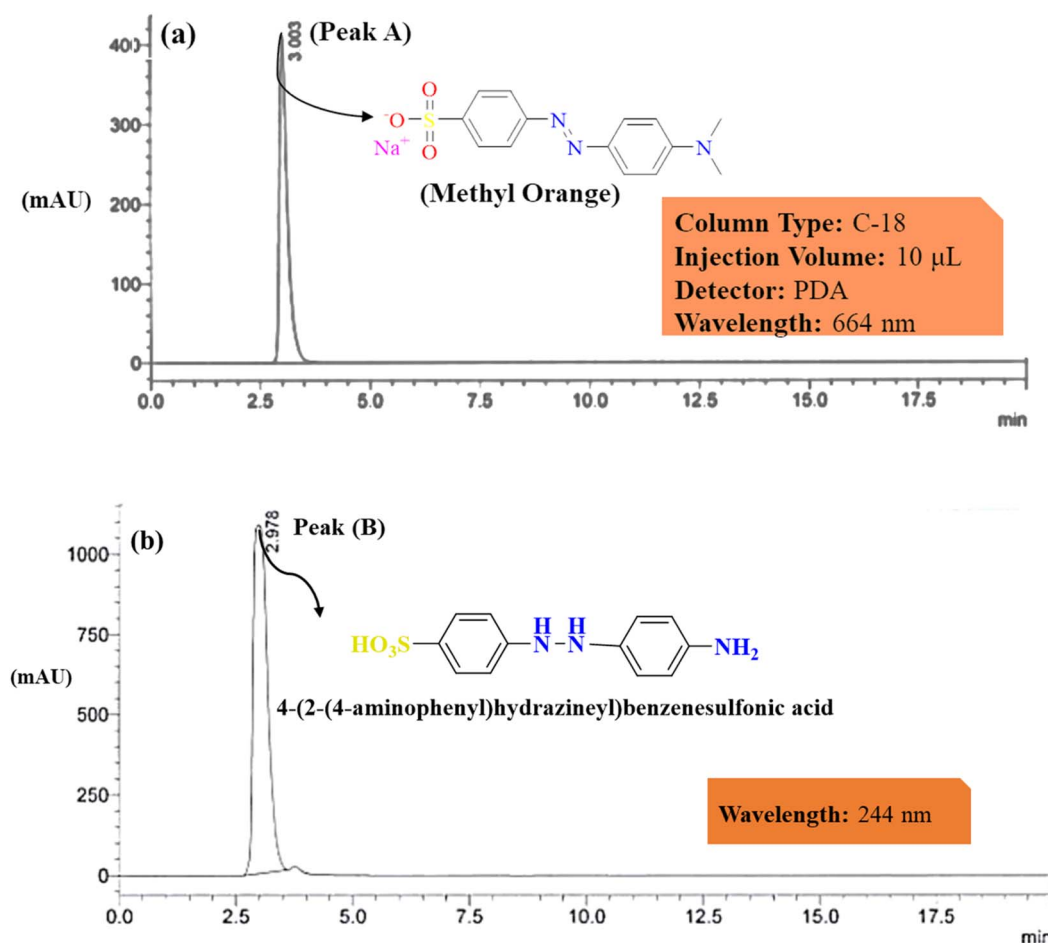 (a)
(Peak A)
3 003
400
300
(mAU)
200
100
0
O
-O S
O
Na+
N
N
N
(Methyl Orange)
Column Type: C-18
Injection Volume: 10 μL
Detector: PDA
Wavelength: 664 nm
0.0 2.5 5.0 7.5 10.0 12.5 15.0 17.5
min
(b)
Peak (B)
2.978
1000
750
(mAU)
500
250
0
H H
HO3S N N NH2
4-(2-(4-aminophenyl)hydrazineyl)benzenesulfonic acid
Wavelength: 244 nm
0.0 2.5 5.0 7.5 10.0 12.5 15.0 17.5
min